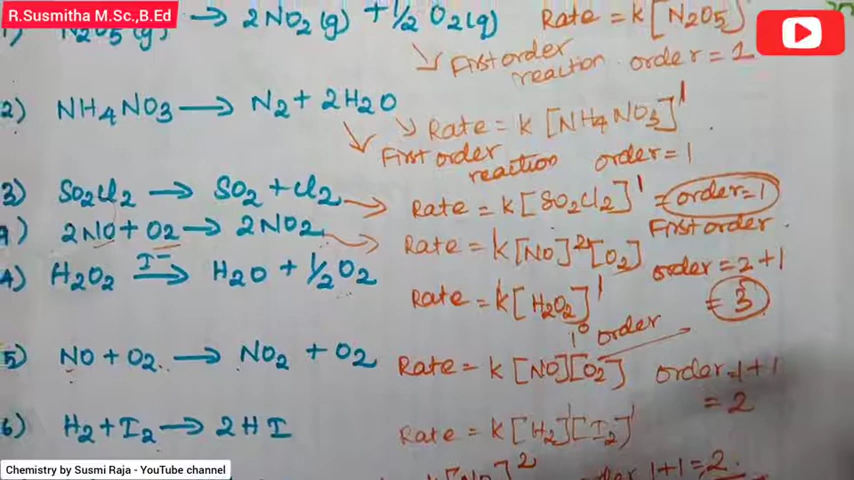 R.Susmitha M.Sc.,B.Ed
1) N2O5(g) → 2NO2(g) + 1/2 O2(g) Rate = k[N2O5]
First order
reaction. order = 1
2) NH4NO3 → N2 + 2H2O
Rate = k [NH4NO3]^1
First order
reaction order = 1
3) SO2Cl2 → SO2 + Cl2 → Rate = k[SO2Cl2]^1 = order = 1
First order
2NO + O2 → 2NO2 → Rate = k[NO]^2[O2] order = 2+1
= 3
4) H2O2 I⁻→ H2O + 1/2O2
Rate = k[H2O2]^1
1° order
5) NO + O2 → NO2 + O2 Rate = k [NO][O2] order = 1+1
= 2
6) H2 + I2 → 2HI Rate = k[H2]^1[I2]^1
order 1+1 = 2.
k[NO]^2
Chemistry by Susmi Raja - YouTube channel